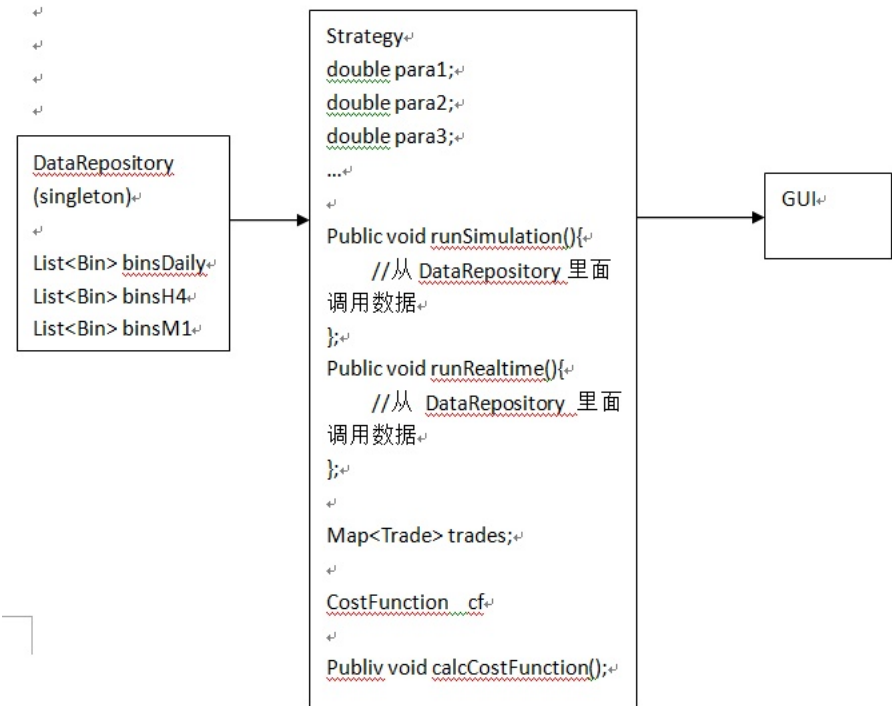 DataRepository
(singleton)
List<Bin> binsDaily
List<Bin> binsH4
List<Bin> binsM1
Strategy
double para1;
double para2;
double para3;
...
Public void runSimulation(){
//从 DataRepository 里面
调用数据
};
Public void runRealtime(){
//从 DataRepository 里面
调用数据
};
Map<Trade> trades;
CostFunction cf
Publiv void calcCostFunction();
GUI